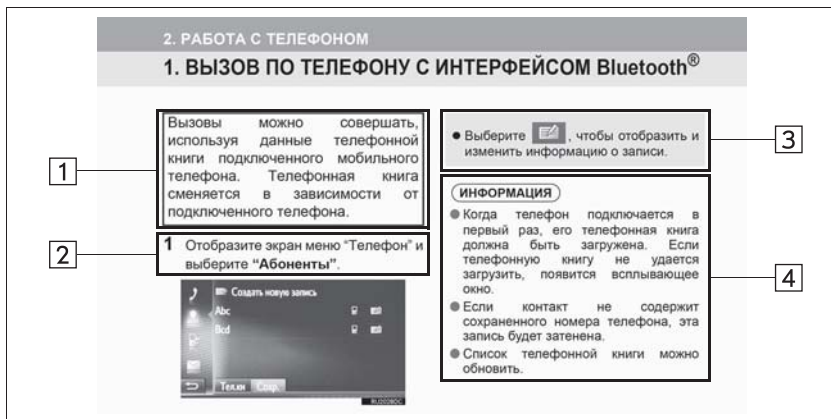 2. РАБОТА С ТЕЛЕФОНОМ
1. ВЫЗОВ ПО ТЕЛЕФОНУ С ИНТЕРФЕЙСОМ Bluetooth®
1
Вызовы можно совершать,
используя данные телефонной
книги подключенного мобильного
телефона. Телефонная книга
сменяется в зависимости от
подключенного телефона.
2
1 Отобразите экран меню “Телефон” и
выберите “Абоненты”.
Создать новую запись
Abc
Bcd
Тел.кн Сохр.
RU2028DC
3
● Выберите , чтобы отобразить и
изменить информацию о записи.
4
ИНФОРМАЦИЯ
● Когда телефон подключается в
первый раз, его телефонная книга
должна быть загружена. Если
телефонную книгу не удается
загрузить, появится всплывающее
окно.
● Если контакт не содержит
сохраненного номера телефона, эта
запись будет затенена.
● Список телефонной книги можно
обновить.